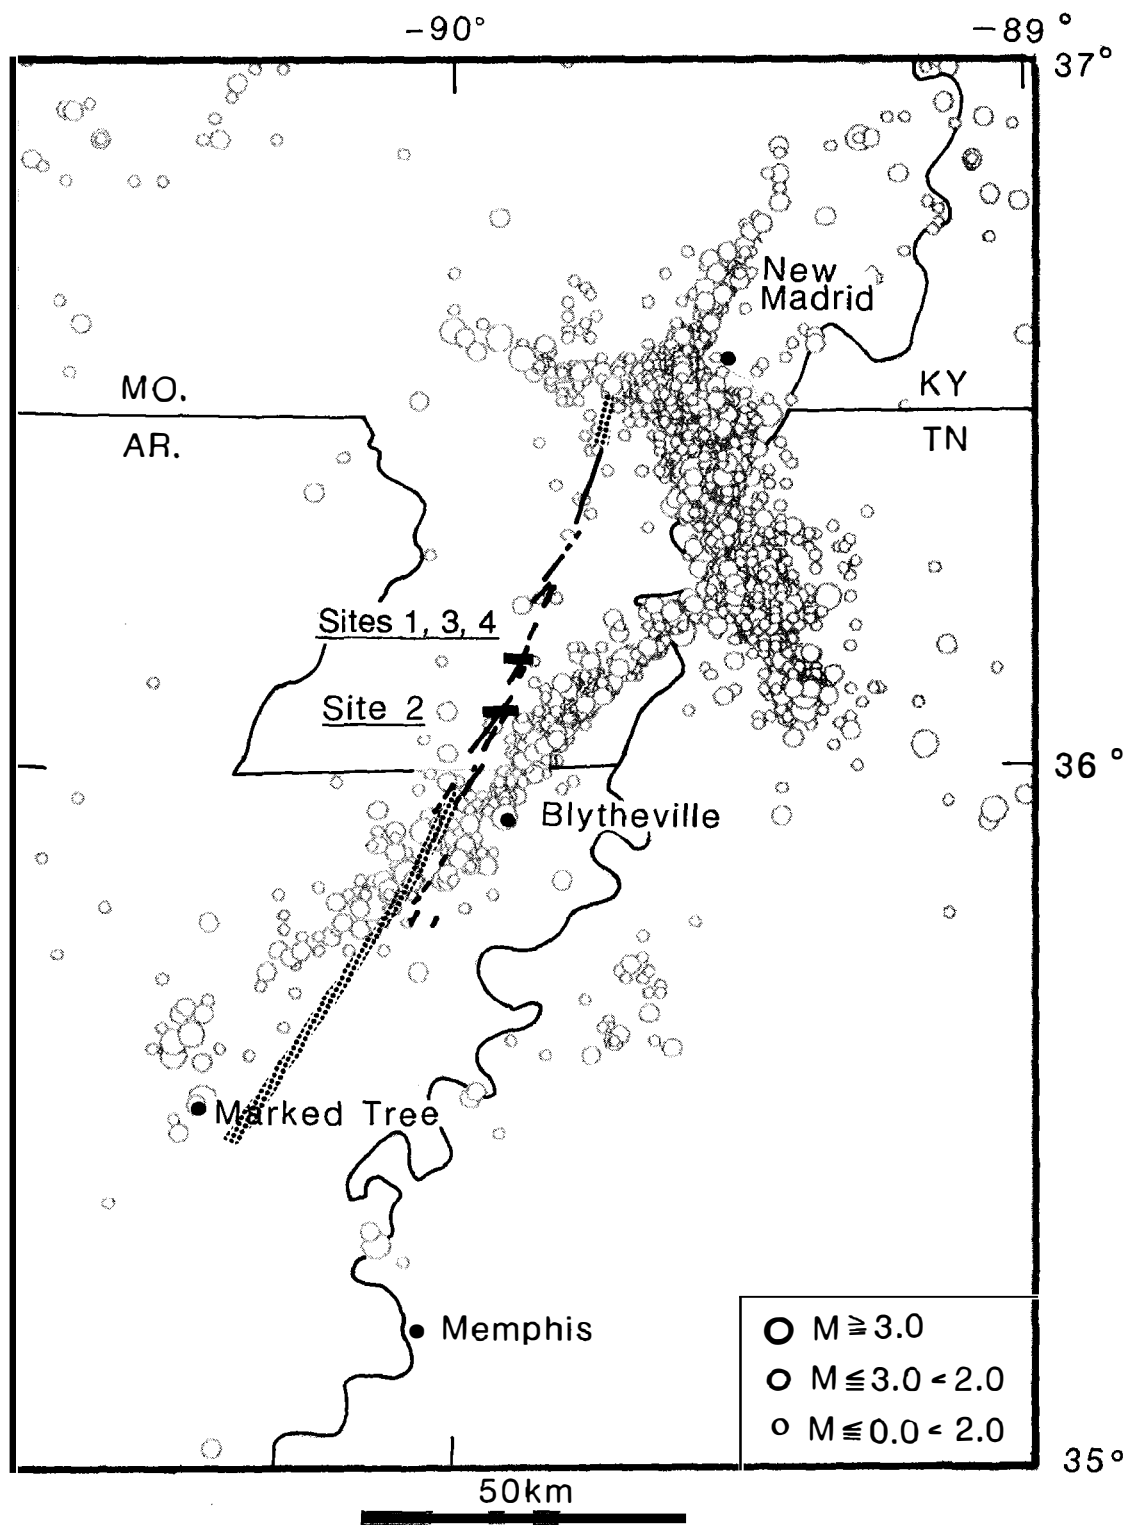 -90°
-89°
37°
New
Madrid
MO.
KY
AR.
TN
Sites 1, 3, 4
Site 2
36°
Blytheville
Marked Tree
Memphis
M ≧ 3.0
M ≦ 3.0 < 2.0
M ≦ 0.0 < 2.0
35°
50km